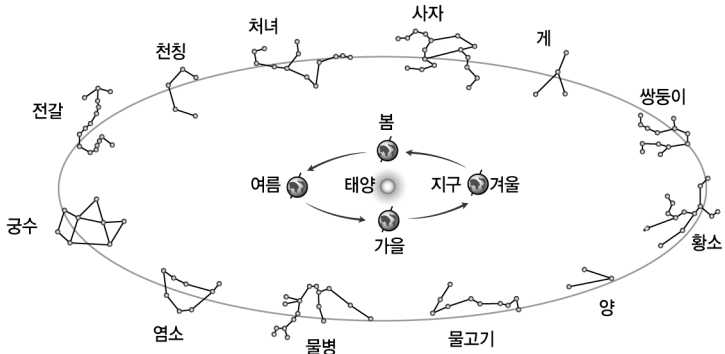 사자
처녀
게
천칭
쌍둥이
전갈
봄
여름
태양
지구
겨울
궁수
황소
가을
양
염소
물고기
물병